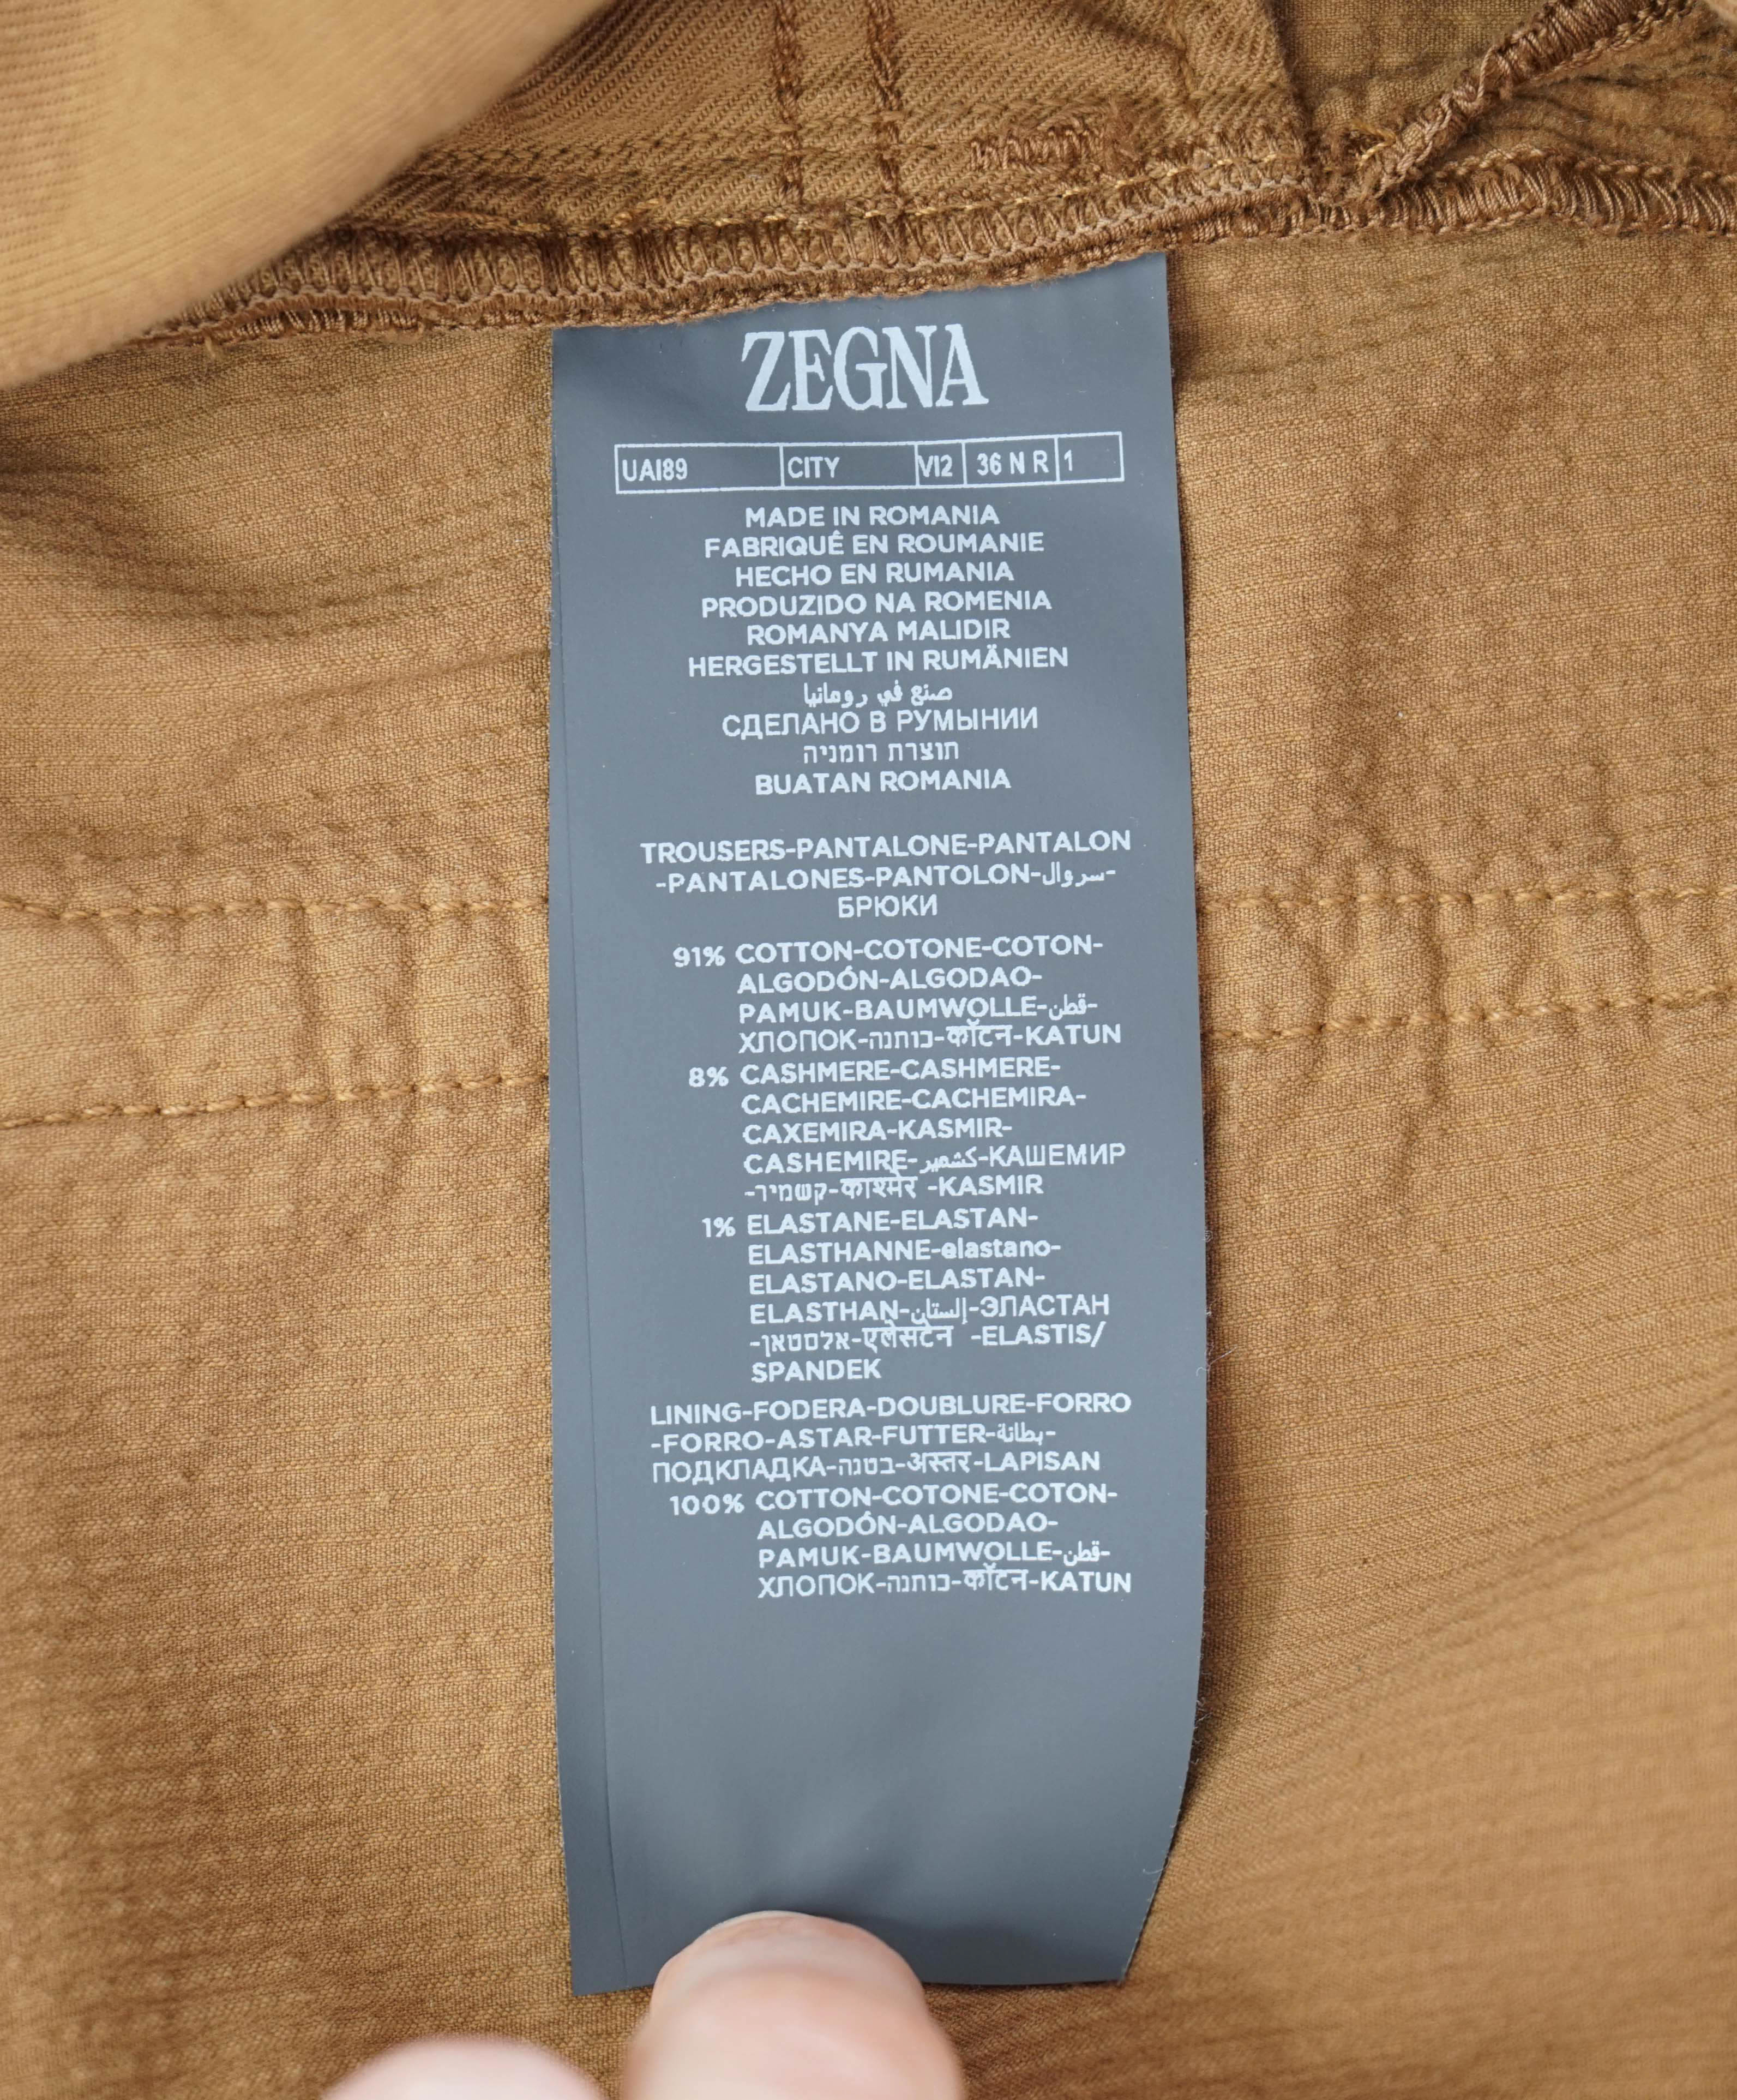 ZEGNA
UAI89 CITY VI2 36 N R 1
MADE IN ROMANIA
FABRIQUÊ EN ROUMANIE
HECHO EN RUMANIA
PRODUZIDO NA ROMENIA
ROMANYA MALIDIR
HERGESTELLT IN RUMÄNIEN
صنع في رومانيا
СДЕЛАНО В РУМЫНИИ
תוצרת רומניה
BUATAN ROMANIA
TROUSERS-PANTALONE-PANTALON
-PANTALONES-PANTOLON-سروال-
БРЮКИ
91% COTTON-COTONE-COTON-
ALGODÓN-ALGODAO-
PAMUK-BAUMWOLLE-قطن-
ХЛОПОК-כותנה-कॉटन-KATUN
8% CASHMERE-CASHMERE-
CACHEMIRE-CACHEMIRA-
CAXEMIRA-KASMIR-
CASHEMIRE-كشمير-КАШЕМИР
-קשמיר-काश्मेर -KASMIR
1% ELASTANE-ELASTAN-
ELASTHANNE-elastano-
ELASTANO-ELASTAN-
ELASTHAN-إلستان-ЭЛАСТАН
-אלסטאן-एलेसटेन -ELASTIS/
SPANDEK
LINING-FODERA-DOUBLURE-FORRO
-FORRO-ASTAR-FUTTER-بطانة-
ПОДКЛАДКА-בטנה-अस्तर-LAPISAN
100% COTTON-COTONE-COTON-
ALGODÓN-ALGODAO-
PAMUK-BAUMWOLLE-قطن-
ХЛОПОК-כותנה-कॉटन-KATUN